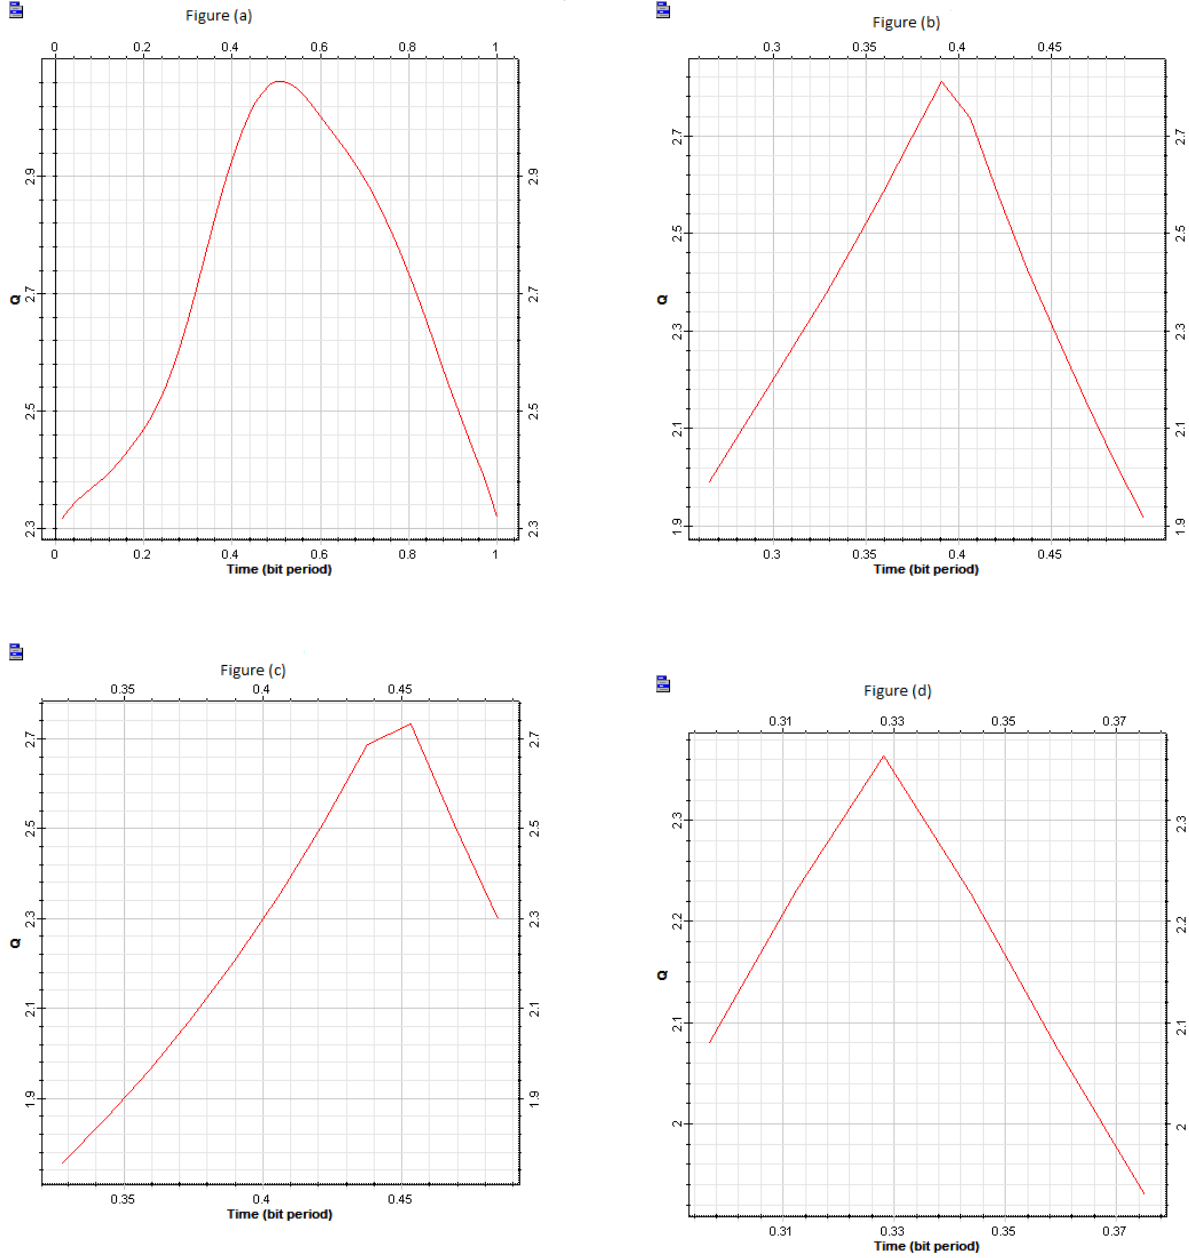 Figure (a)
0 0.2 0.4 0.6 0.8 1
2.9 2.9
Q 2.7 2.7
2.5 2.5
2.3 2.3
0 0.2 0.4 0.6 0.8 1
Time (bit period)
Figure (b)
0.3 0.35 0.4 0.45
2.7 2.7
2.5 2.5
Q
2.3 2.3
2.1 2.1
1.9 1.9
0.3 0.35 0.4 0.45
Time (bit period)
Figure (c)
0.35 0.4 0.45
2.7 2.7
2.5 2.5
2.3 2.3
Q
2.1 2.1
1.9 1.9
0.35 0.4 0.45
Time (bit period)
Figure (d)
0.31 0.33 0.35 0.37
2.3 2.3
2.2 2.2
Q
2.1 2.1
2 2
0.31 0.33 0.35 0.37
Time (bit period)